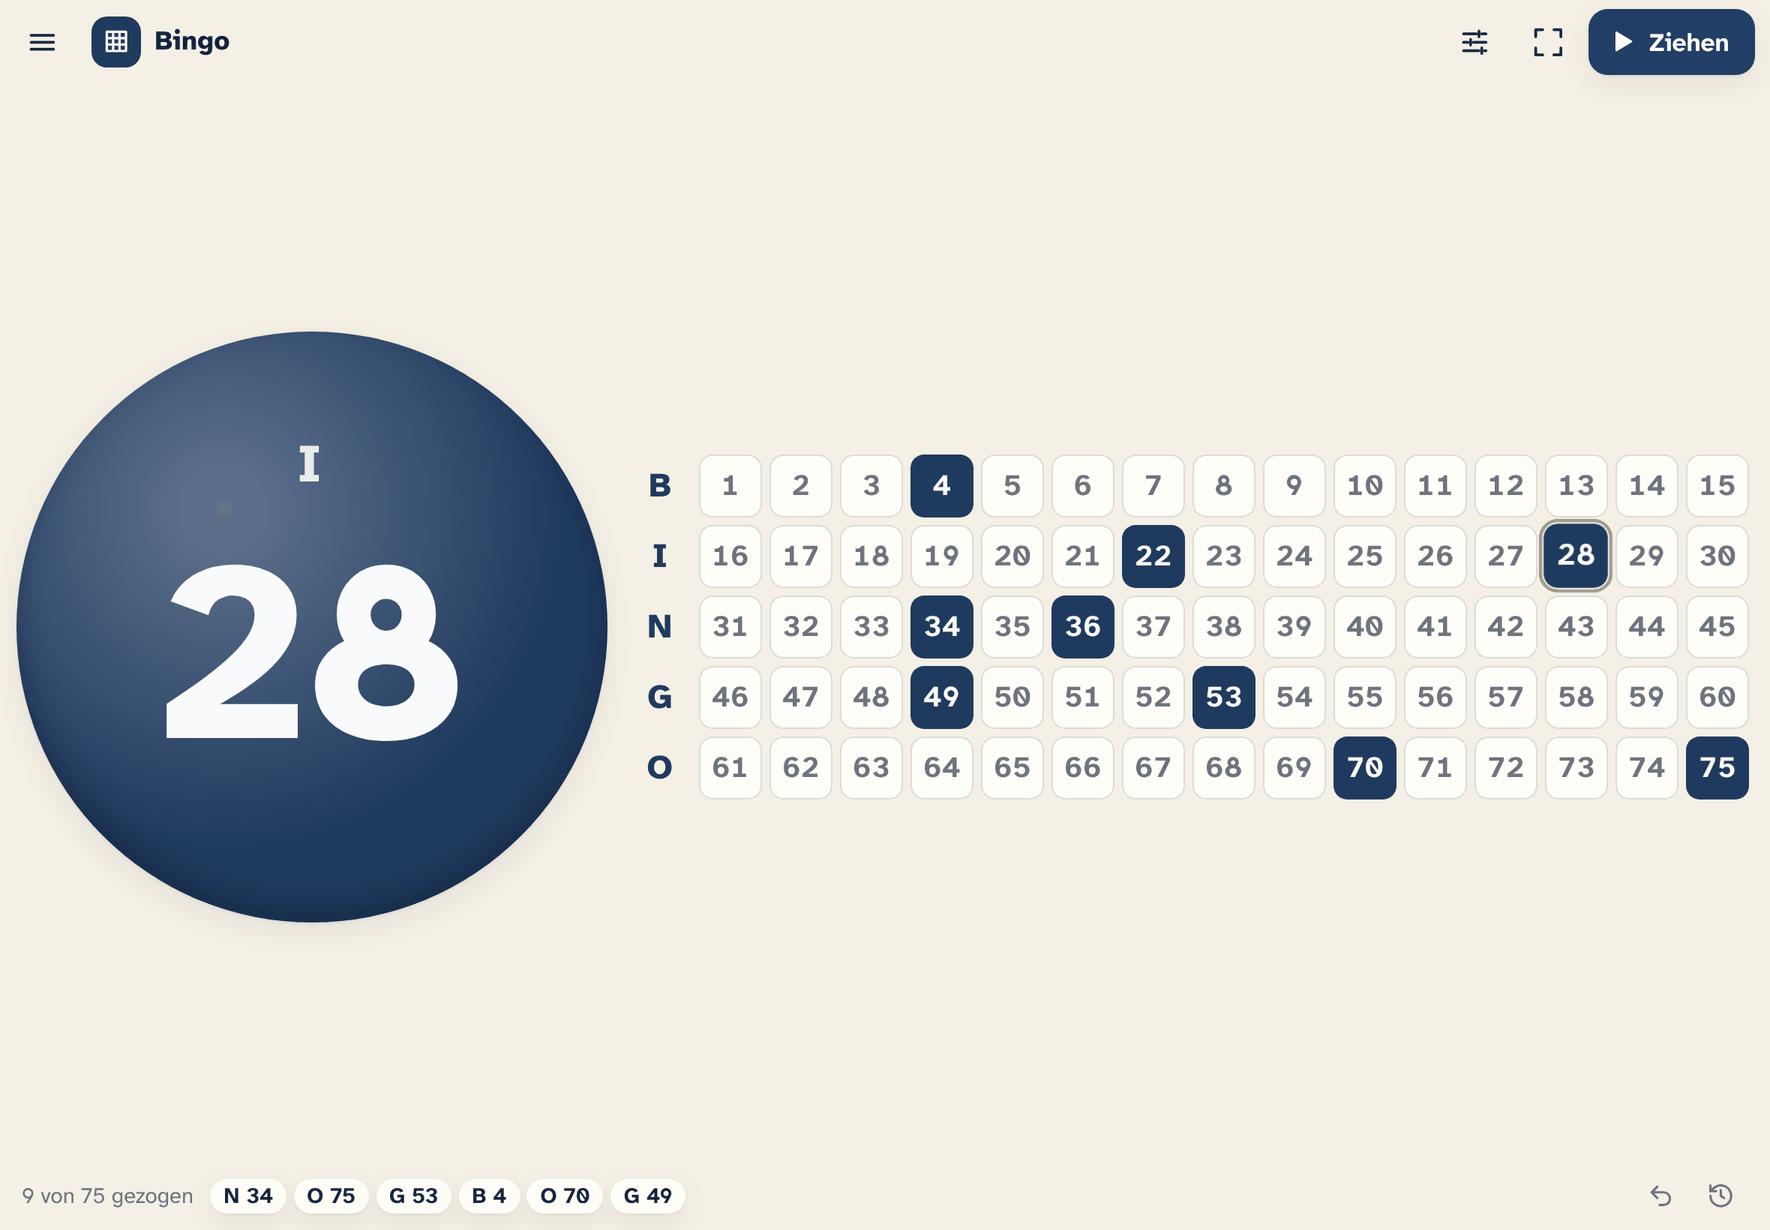 Bingo
Ziehen
I
28
B 1 2 3 4 5 6 7 8 9 10 11 12 13 14 15
I 16 17 18 19 20 21 22 23 24 25 26 27 28 29 30
N 31 32 33 34 35 36 37 38 39 40 41 42 43 44 45
G 46 47 48 49 50 51 52 53 54 55 56 57 58 59 60
O 61 62 63 64 65 66 67 68 69 70 71 72 73 74 75
9 von 75 gezogen N 34 O 75 G 53 B 4 O 70 G 49